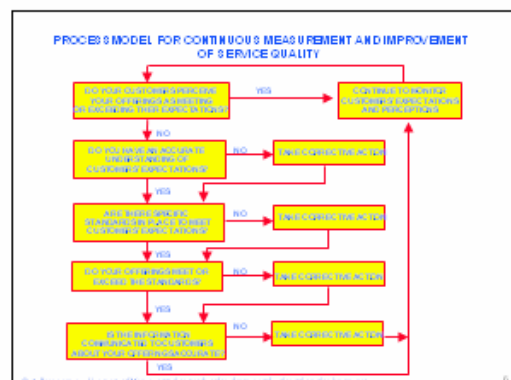 PROCESS MODEL FOR CONTINUOUS MEASUREMENT AND IMPROVEMENT
OF SERVICE QUALITY
DO YOUR CUSTOMERS PERCEIVE
YOUR OFFERINGS AS MEETING
OR EXCEEDING THEIR EXPECTATIONS?
YES
CONTINUE TO MONITOR
CUSTOMERS' EXPECTATIONS
AND PERCEPTIONS
NO
DO YOU HAVE AN ACCURATE
UNDERSTANDING OF
CUSTOMERS' EXPECTATIONS?
NO
TAKE CORRECTIVE ACTION
YES
ARE THERE SPECIFIC
STANDARDS IN PLACE TO MEET
CUSTOMERS' EXPECTATIONS?
NO
TAKE CORRECTIVE ACTION
YES
DO YOUR OFFERINGS MEET OR
EXCEED THE STANDARDS?
NO
TAKE CORRECTIVE ACTION
YES
IS THE INFORMATION
COMMUNICATED TO CUSTOMERS
ABOUT YOUR OFFERINGS ACCURATE?
NO
TAKE CORRECTIVE ACTION
YES